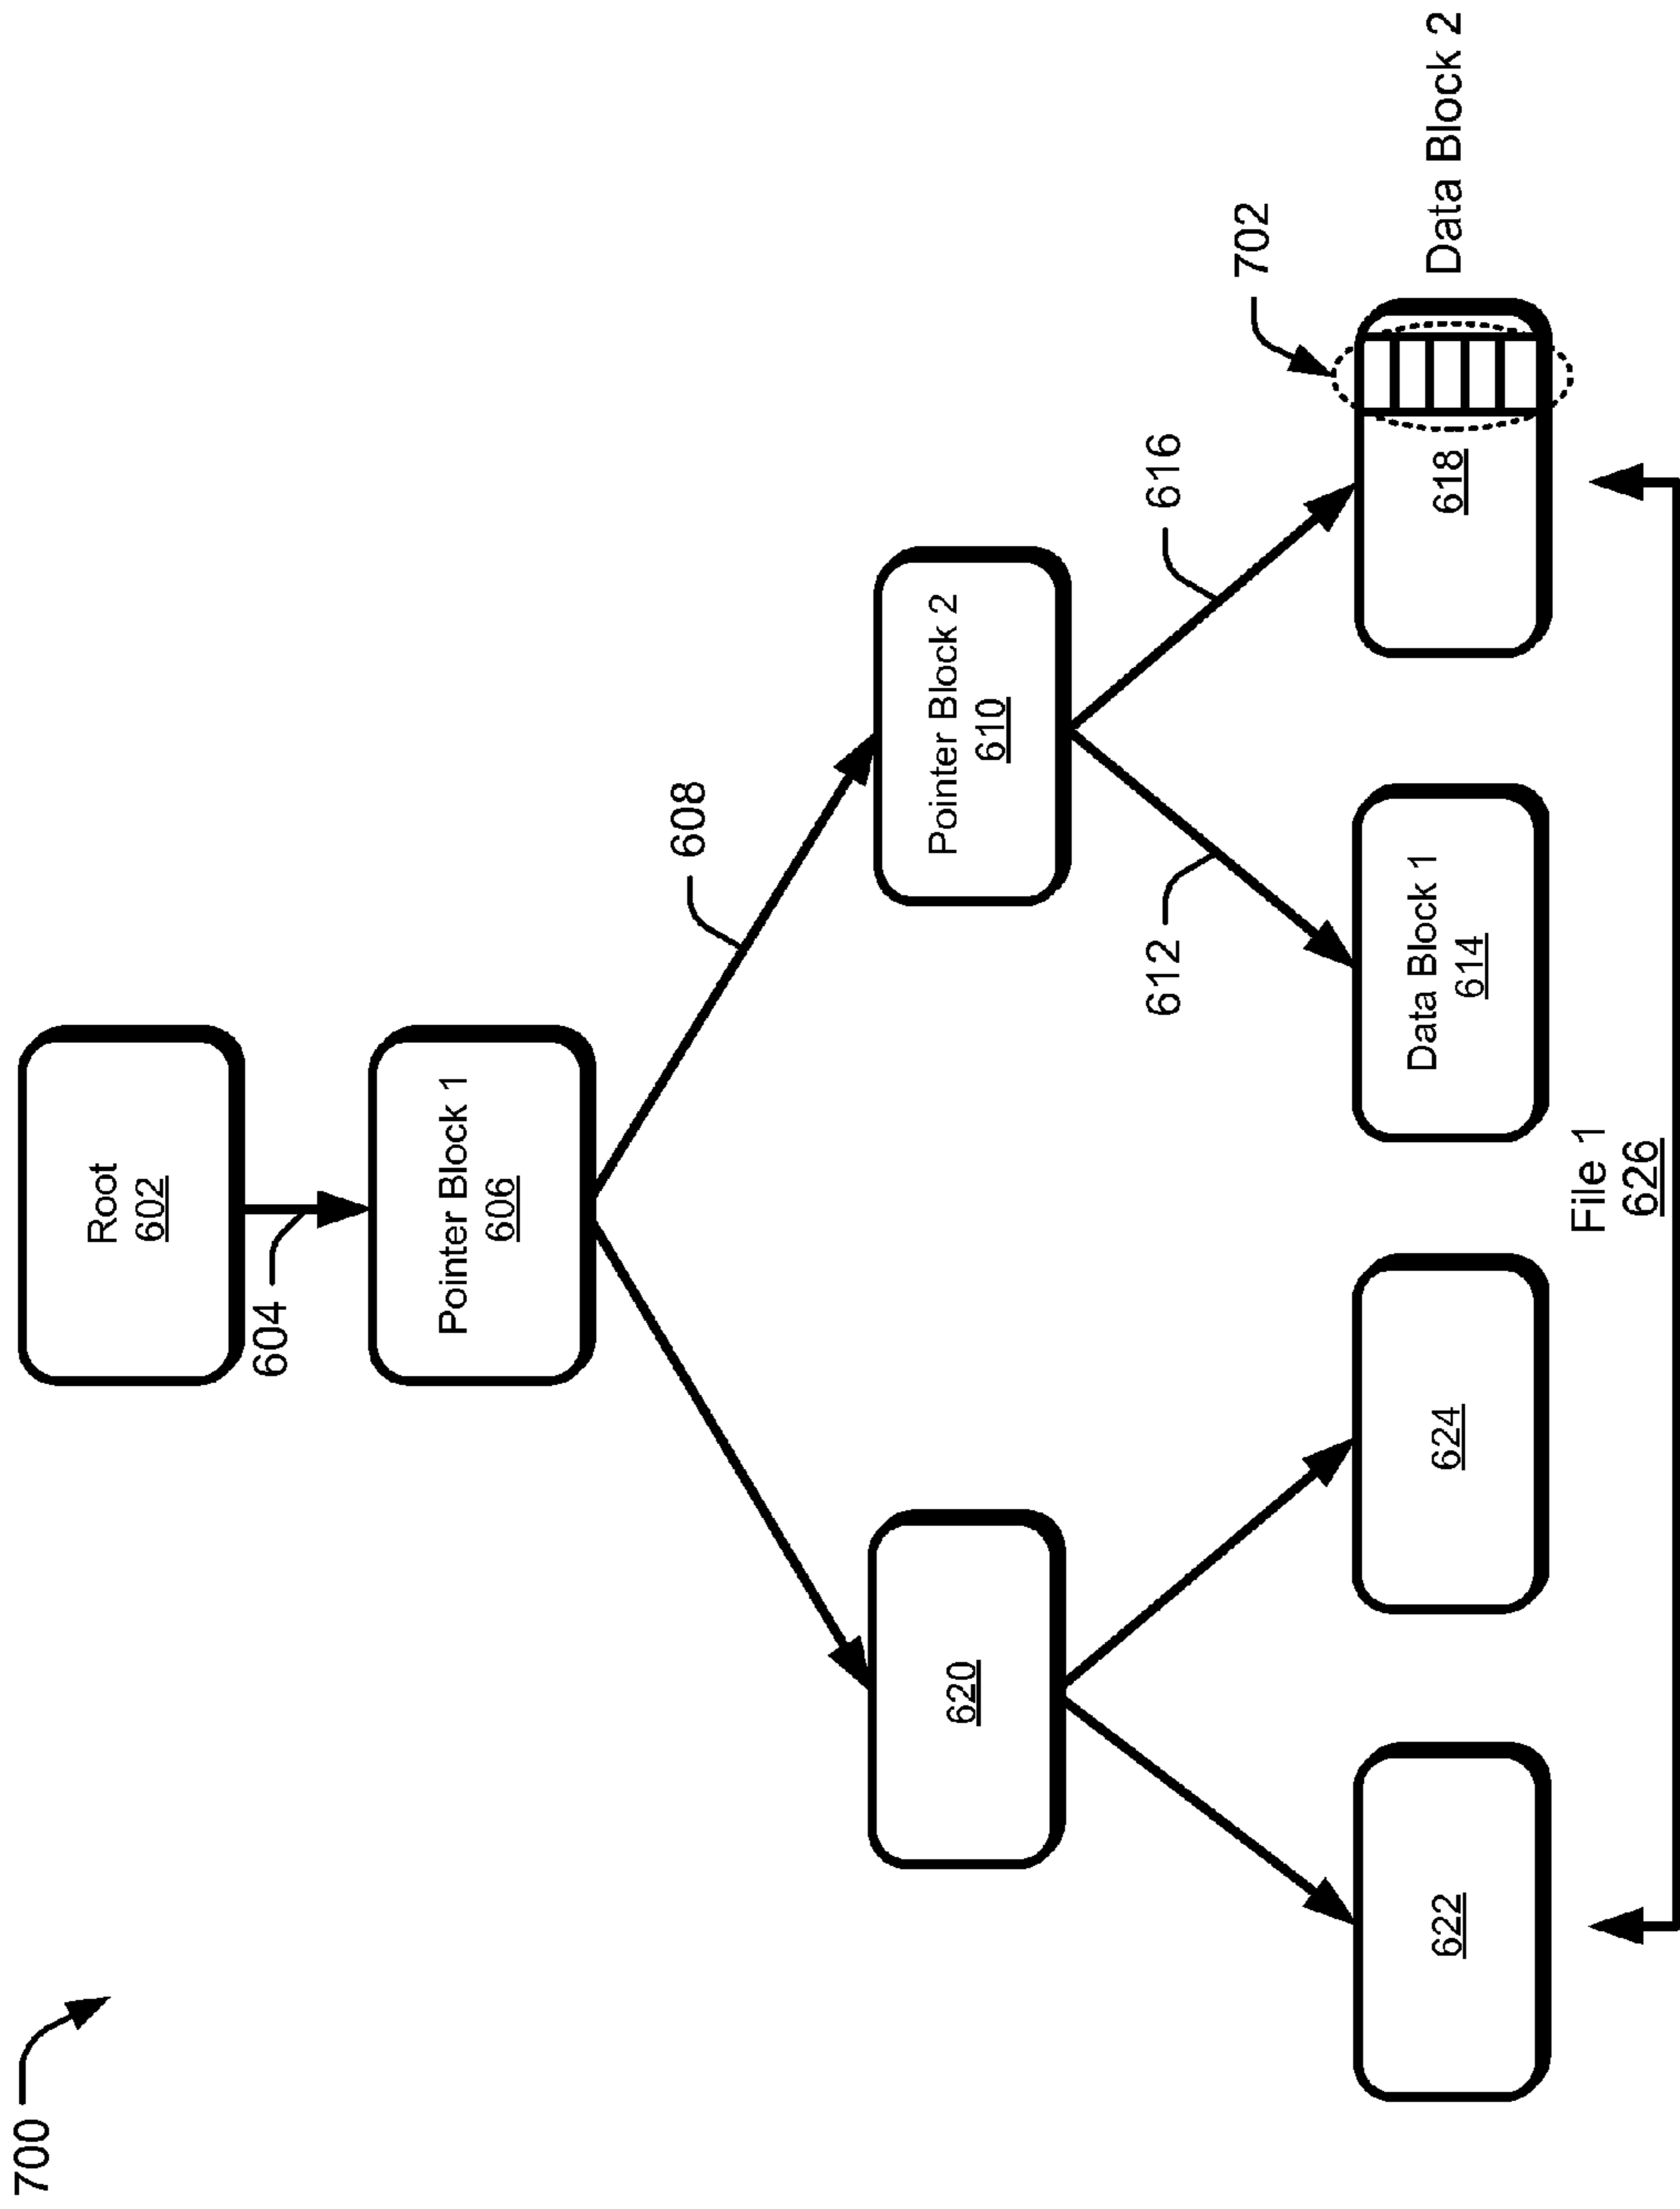 700
Root
602
604
Pointer Block 1
606
608
Pointer Block 2
610
620
612
616
702
622
624
Data Block 1
614
618
Data Block 2
File 1
626